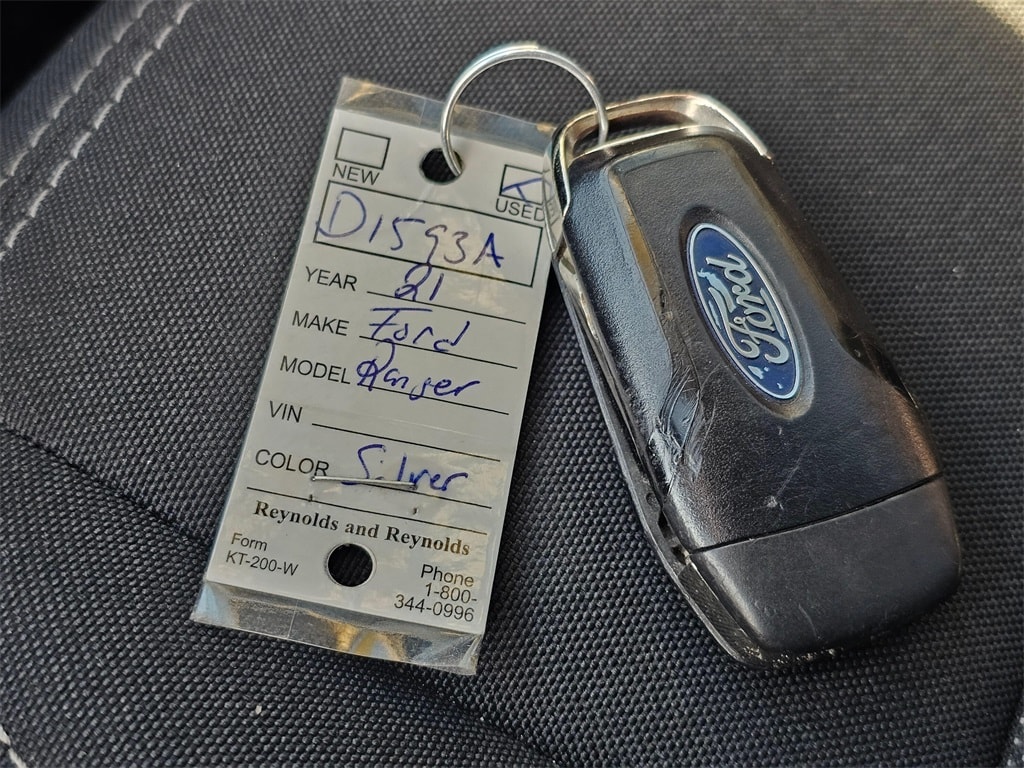 NEW
USED
D1593A
YEAR 21
MAKE Ford
MODEL Ranger
VIN
COLOR Silver
Reynolds and Reynolds
Form
KT-200-W
Phone
1-800-
344-0996
Ford